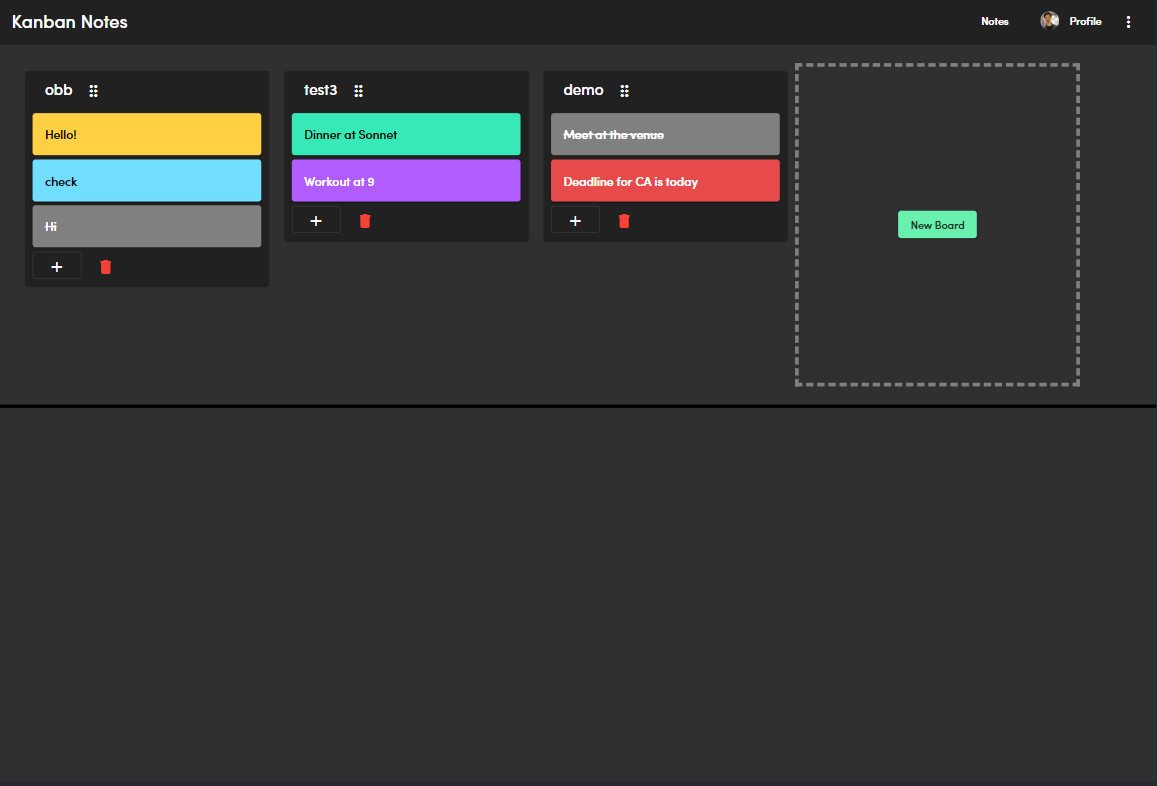 Kanban Notes
Notes
Profile
obb
Hello!
check
Hi
test3
Dinner at Sonnet
Workout at 9
demo
Meet at the venue
Deadline for CA is today
New Board